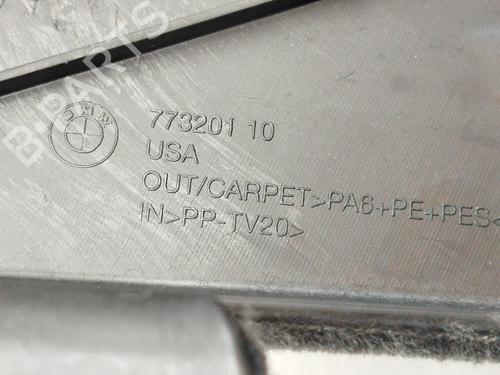 B-PARTS
BMW
773201 10
USA
OUT/CARPET>PA6+PE+PES<
IN>PP-TV20>